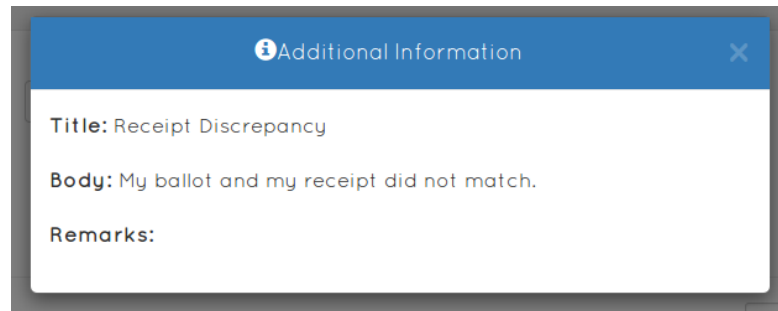 Additional Information
Title: Receipt Discrepancy
Body: My ballot and my receipt did not match.
Remarks: